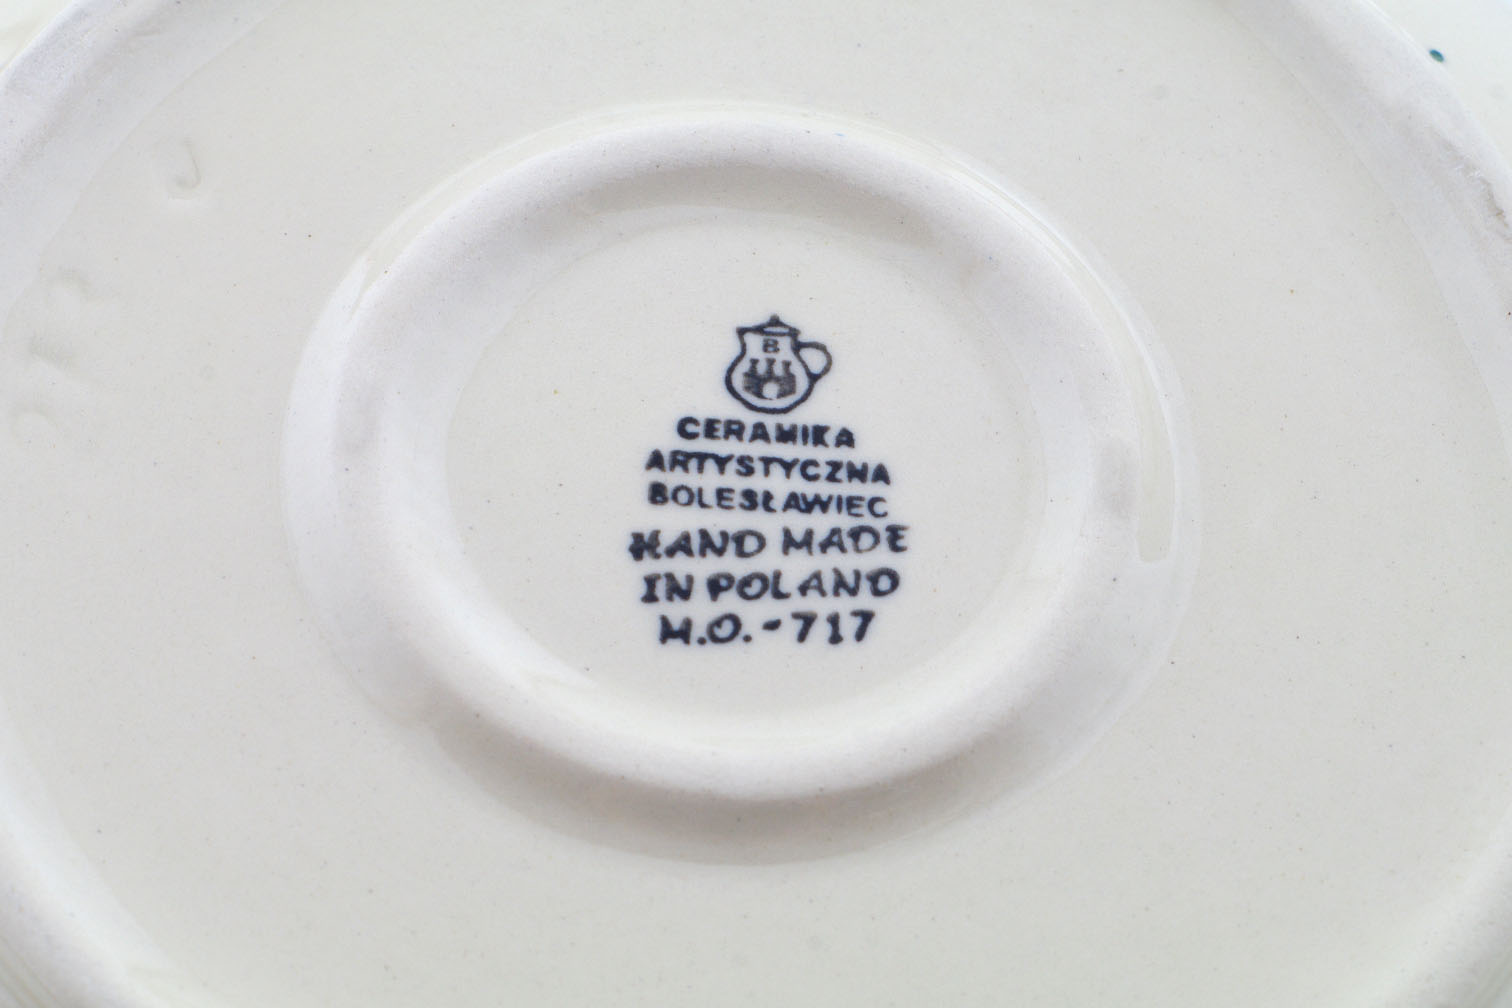 B
CERAMIKA
ARTYSTYCZNA
BOLESŁAWIEC
HAND MADE
IN POLAND
M.O.-717